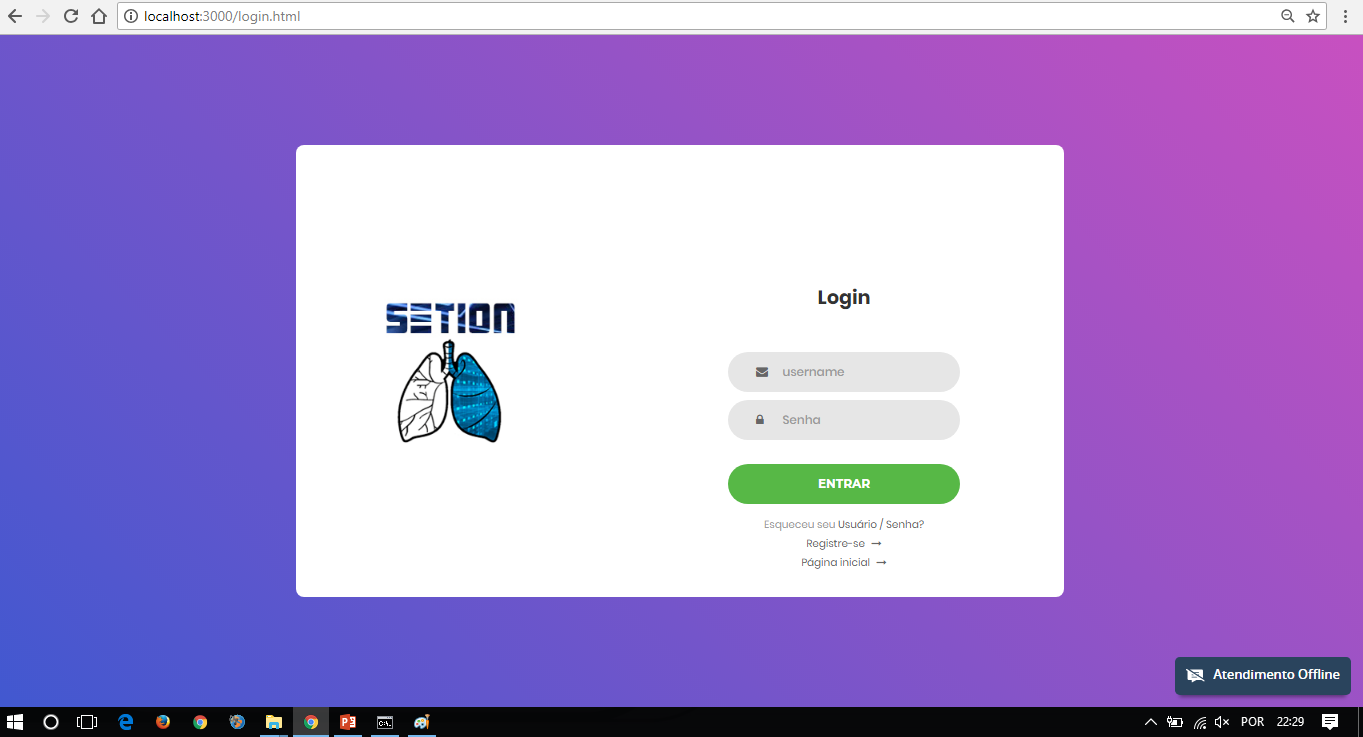 localhost:3000/login.html
SETION
Login
username
Senha
ENTRAR
Esqueceu seu Usuário / Senha?
Registre-se →
Página inicial →
Atendimento Offline
POR 22:29